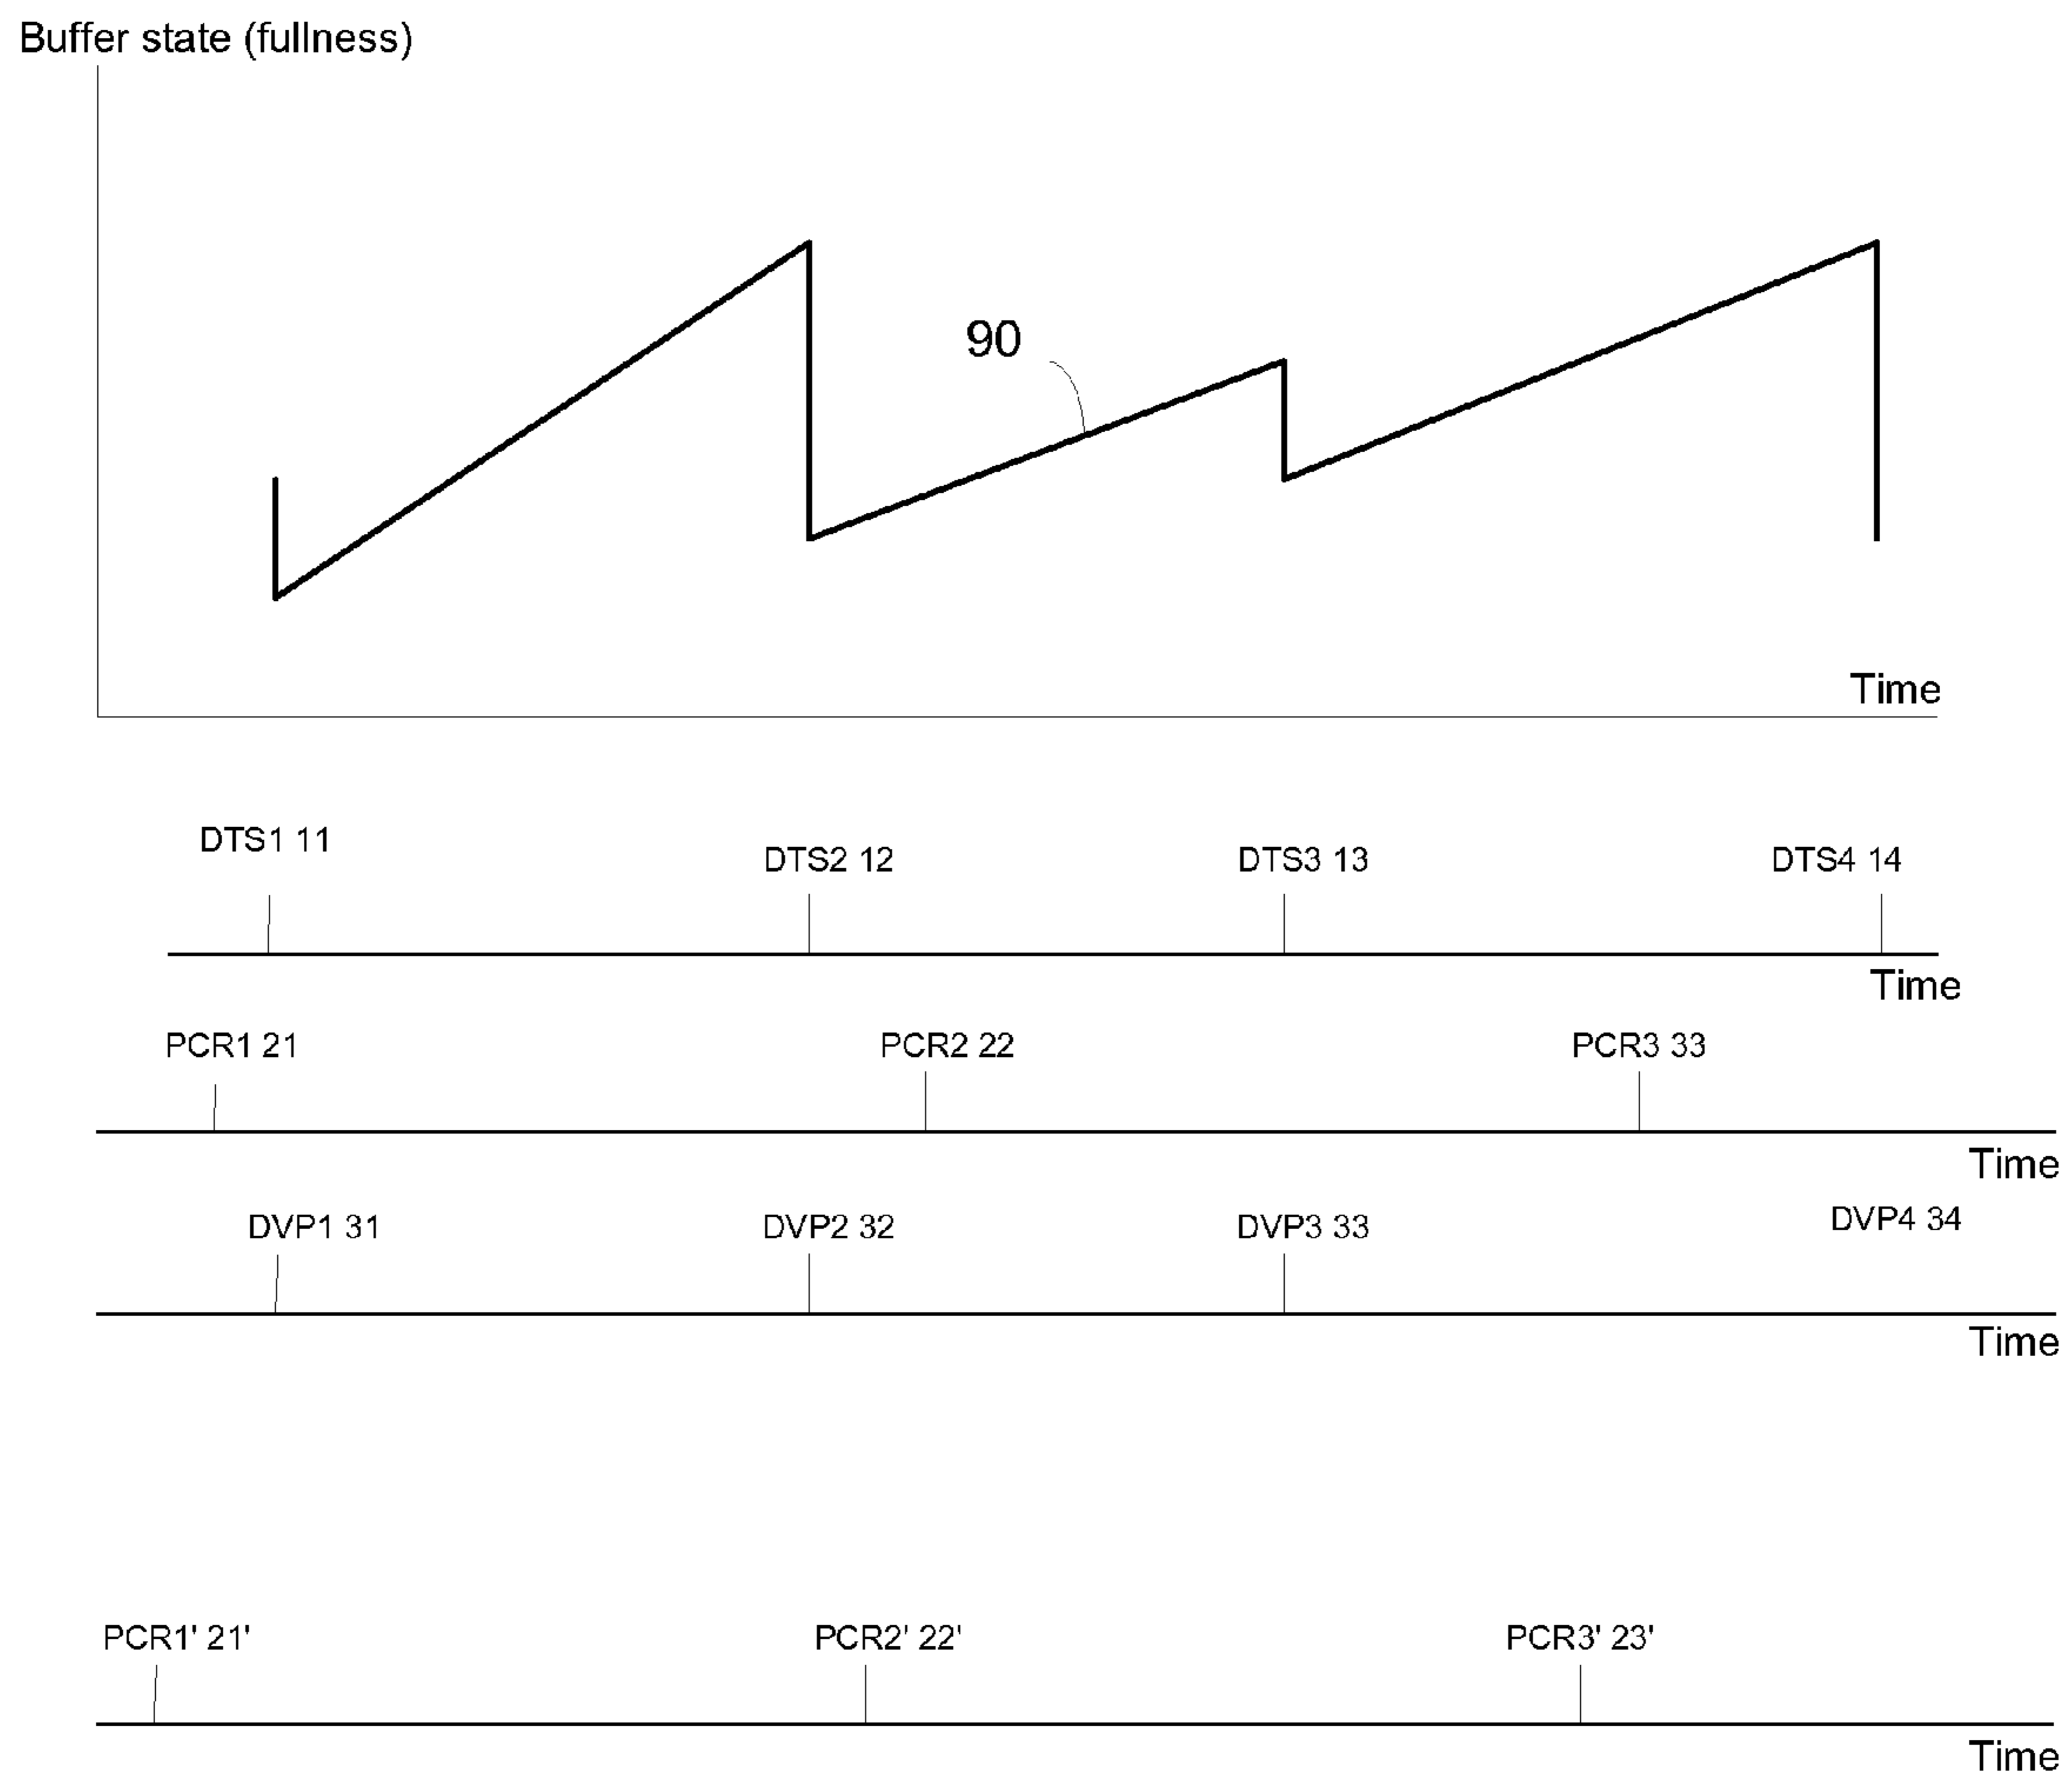 Buffer state (fullness)
90
Time
DTS1 11
DTS2 12
DTS3 13
DTS4 14
Time
PCR1 21
PCR2 22
PCR3 33
Time
DVP1 31
DVP2 32
DVP3 33
DVP4 34
Time
PCR1' 21'
PCR2' 22'
PCR3' 23'
Time